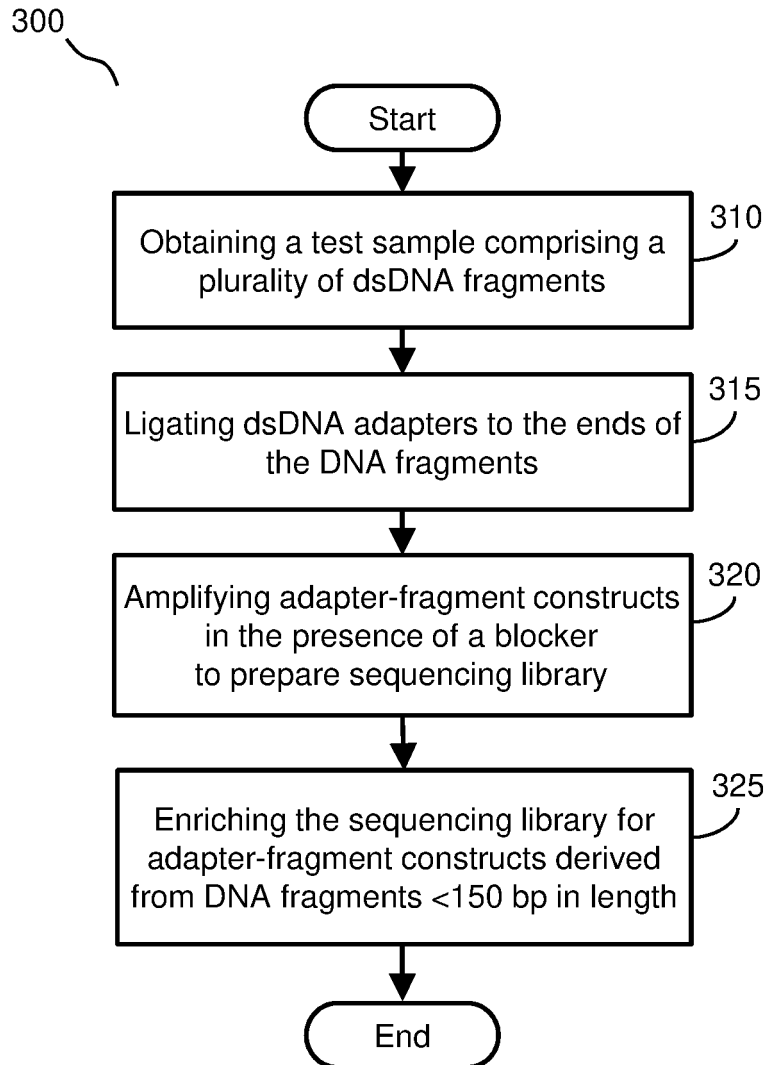 300
Start
310
Obtaining a test sample comprising a
plurality of dsDNA fragments
315
Ligating dsDNA adapters to the ends of
the DNA fragments
320
Amplifying adapter-fragment constructs
in the presence of a blocker
to prepare sequencing library
325
Enriching the sequencing library for
adapter-fragment constructs derived
from DNA fragments <150 bp in length
End